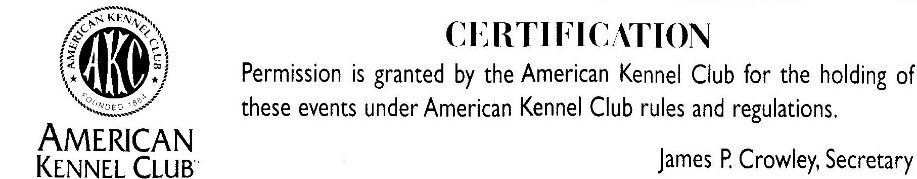 AMERICAN KENNEL CLUB
AKC
FOUNDED 1884
AMERICAN
KENNEL CLUB
CERTIFICATION
Permission is granted by the American Kennel Club for the holding of
these events under American Kennel Club rules and regulations.
James P. Crowley, Secretary